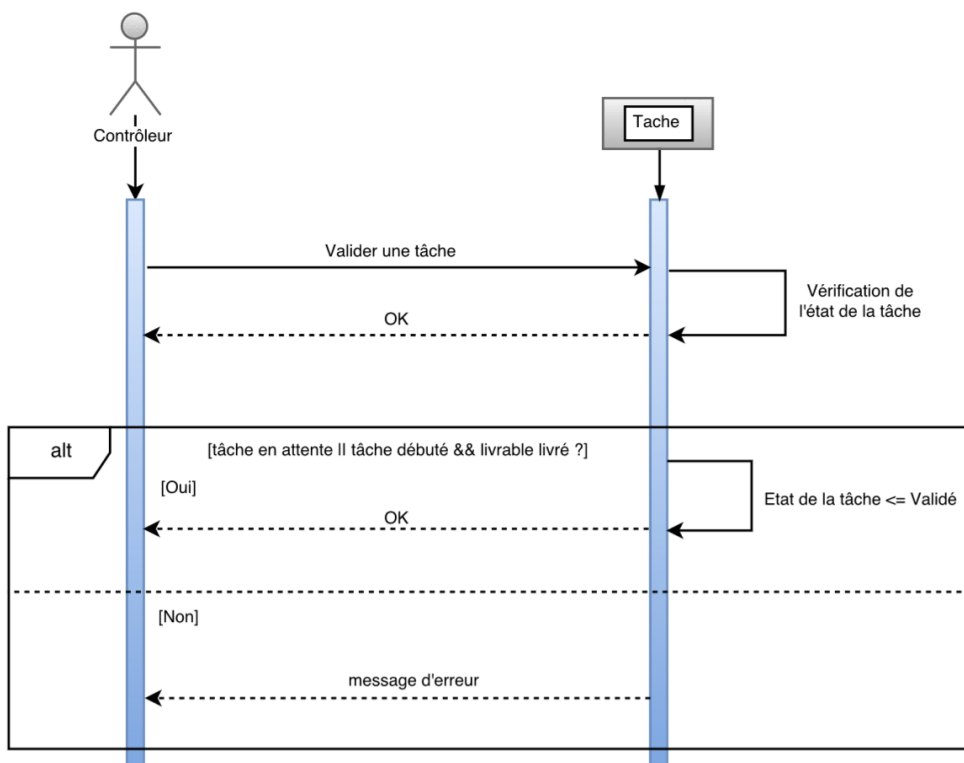 Contrôleur
Tache
Valider une tâche
Vérification de
l'état de la tâche
OK
alt
[tâche en attente || tâche débuté && livrable livré ?]
[Oui]
Etat de la tâche <= Validé
OK
[Non]
message d'erreur